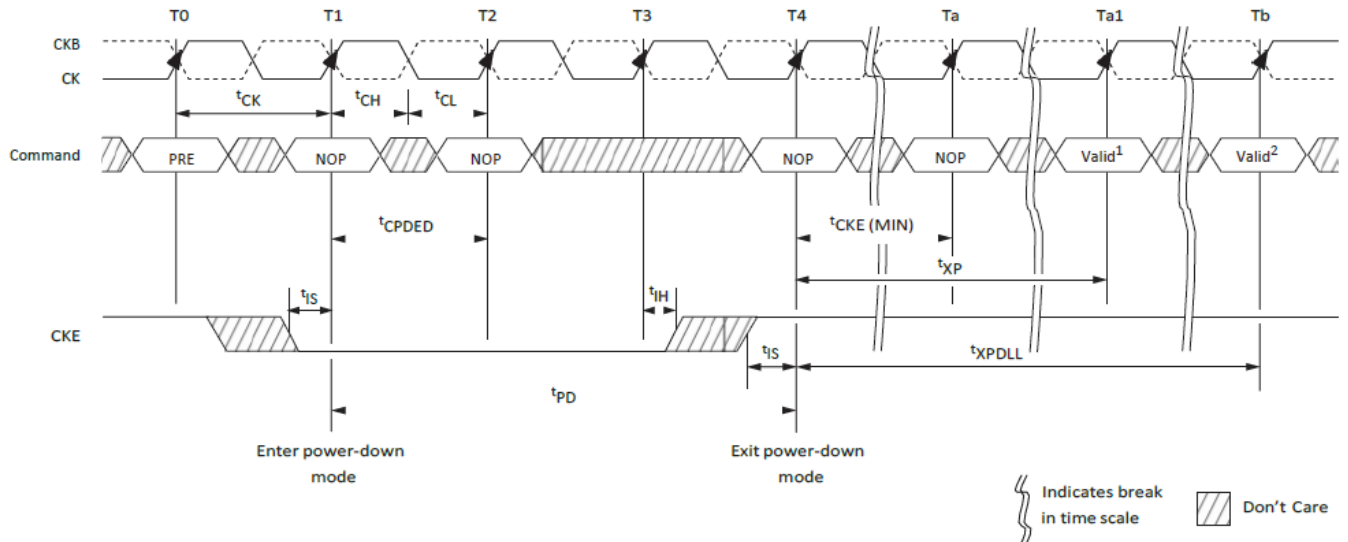 T0 T1 T2 T3 T4 Ta Ta1 Tb
CKB
CK
tCK tCH tCL
Command PRE NOP NOP NOP NOP Valid1 Valid2
tCPDED tCKE (MIN)
tXP
tIS tIH
CKE
tIS tXPDLL
tPD
Enter power-down
mode
Exit power-down
mode
Indicates break
in time scale
Don't Care